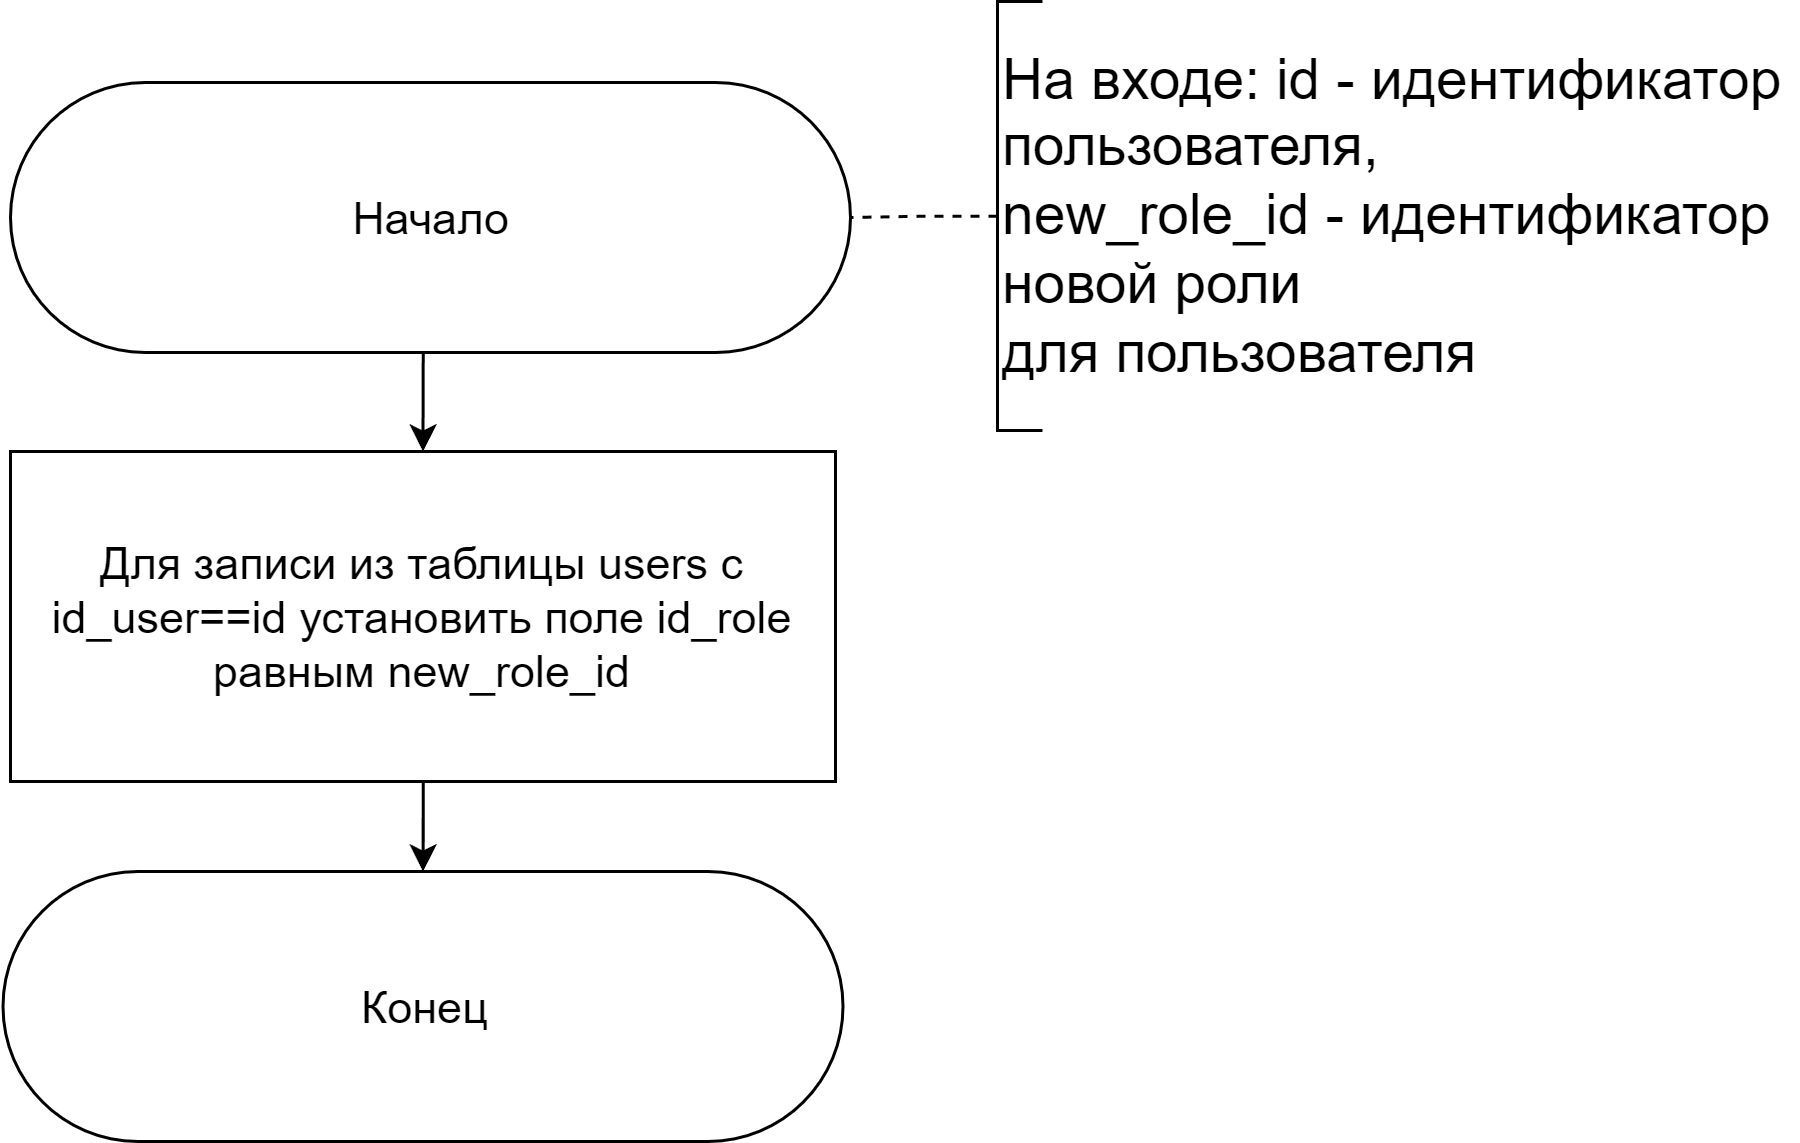 Начало
На входе: id - идентификатор
пользователя,
new_role_id - идентификатор
новой роли
для пользователя
Для записи из таблицы users с
id_user==id установить поле id_role
равным new_role_id
Конец